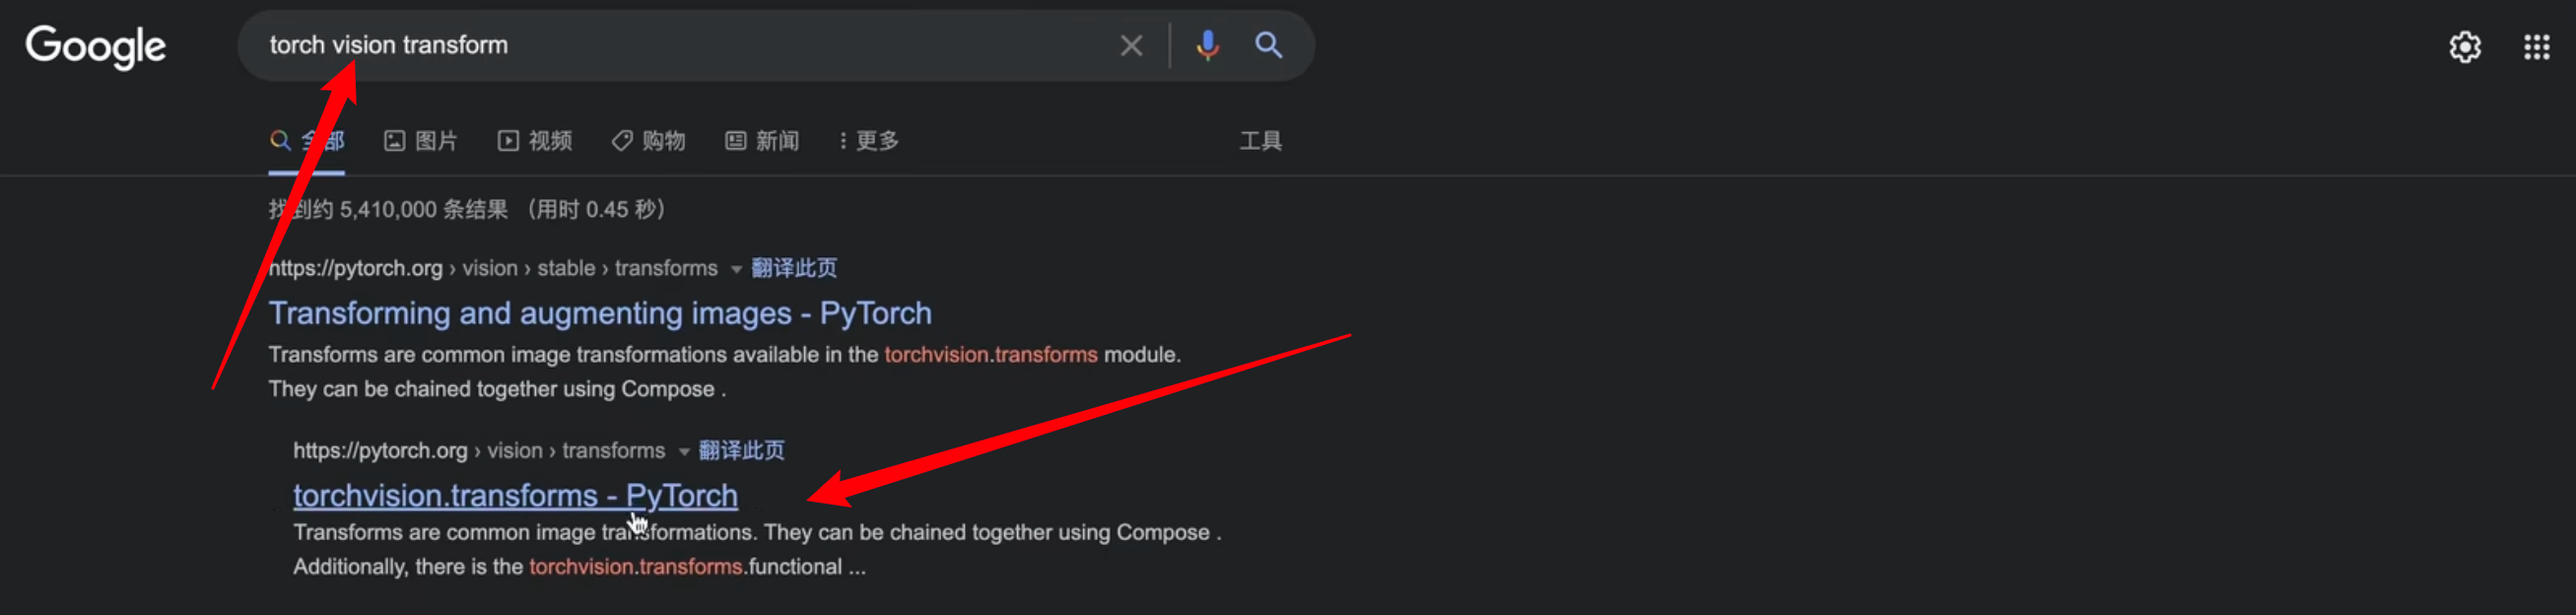 Google
torch vision transform
全部 图片 视频 购物 新闻 更多 工具
找到约 5,410,000 条结果 （用时 0.45 秒）
https://pytorch.org › vision › stable › transforms 翻译此页
Transforming and augmenting images - PyTorch
Transforms are common image transformations available in the torchvision.transforms module.
They can be chained together using Compose .
https://pytorch.org › vision › transforms 翻译此页
torchvision.transforms - PyTorch
Transforms are common image transformations. They can be chained together using Compose .
Additionally, there is the torchvision.transforms.functional ...